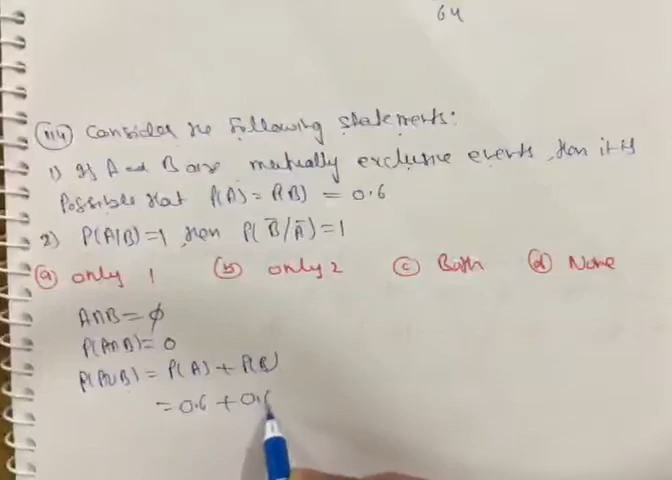 64
114 Consider the following statements:
1) If A and B are mutually exclusive events, then it is
Possible that P(A) = P(B) = 0.6
2) P(A/B)=1, then P(B̅/A̅)=1
(a) only 1 (b) only 2 (c) Both (d) None
A∩B = ϕ
P(A∩B) = 0
P(A∪B) = P(A) + P(B)
= 0.6 + 0.6